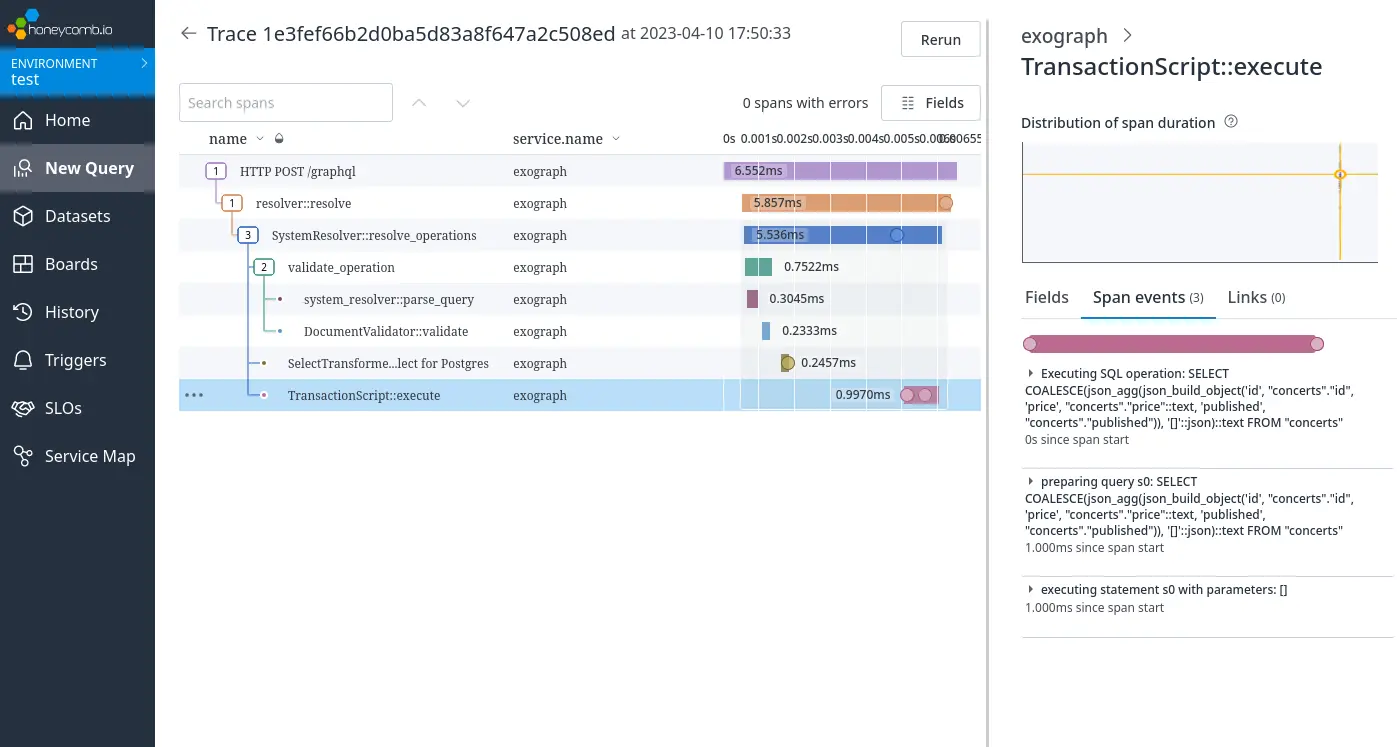 honeycomb.io
ENVIRONMENT
test
Home
New Query
Datasets
Boards
History
Triggers
SLOs
Service Map
Trace 1e3fef66b2d0ba5d83a8f647a2c508ed at 2023-04-10 17:50:33
Rerun
Search spans
0 spans with errors
Fields
name
service.name
0s 0.001s 0.002s 0.003s 0.004s 0.005s
1 HTTP POST /graphql exograph 6.552ms
1 resolver::resolve exograph 5.857ms
3 SystemResolver::resolve_operations exograph 5.536ms
2 validate_operation exograph 0.7522ms
system_resolver::parse_query exograph 0.3045ms
DocumentValidator::validate exograph 0.2333ms
SelectTransforme...lect for Postgres exograph 0.2457ms
TransactionScript::execute exograph 0.9970ms
exograph
TransactionScript::execute
Distribution of span duration
Fields Span events (3) Links (0)
Executing SQL operation: SELECT
COALESCE(json_agg(json_build_object('id', "concerts"."id",
'price', "concerts"."price"::text, 'published',
"concerts"."published")), '[]'::json)::text FROM "concerts"
0s since span start
preparing query s0: SELECT
COALESCE(json_agg(json_build_object('id', "concerts"."id",
'price', "concerts"."price"::text, 'published',
"concerts"."published")), '[]'::json)::text FROM "concerts"
1.000ms since span start
executing statement s0 with parameters: []
1.000ms since span start